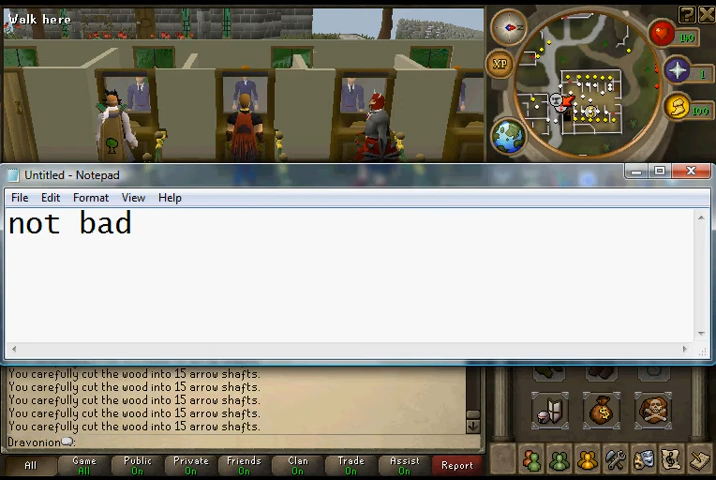 Walk here
XP
?
140
1
100
Untitled - Notepad
File Edit Format View Help
not bad
You carefully cut the wood into 15 arrow shafts.
You carefully cut the wood into 15 arrow shafts.
You carefully cut the wood into 15 arrow shafts.
You carefully cut the wood into 15 arrow shafts.
You carefully cut the wood into 15 arrow shafts.
Dravonion:
All Game Public Private Friends Clan Trade Assist Report
All On On On On On On